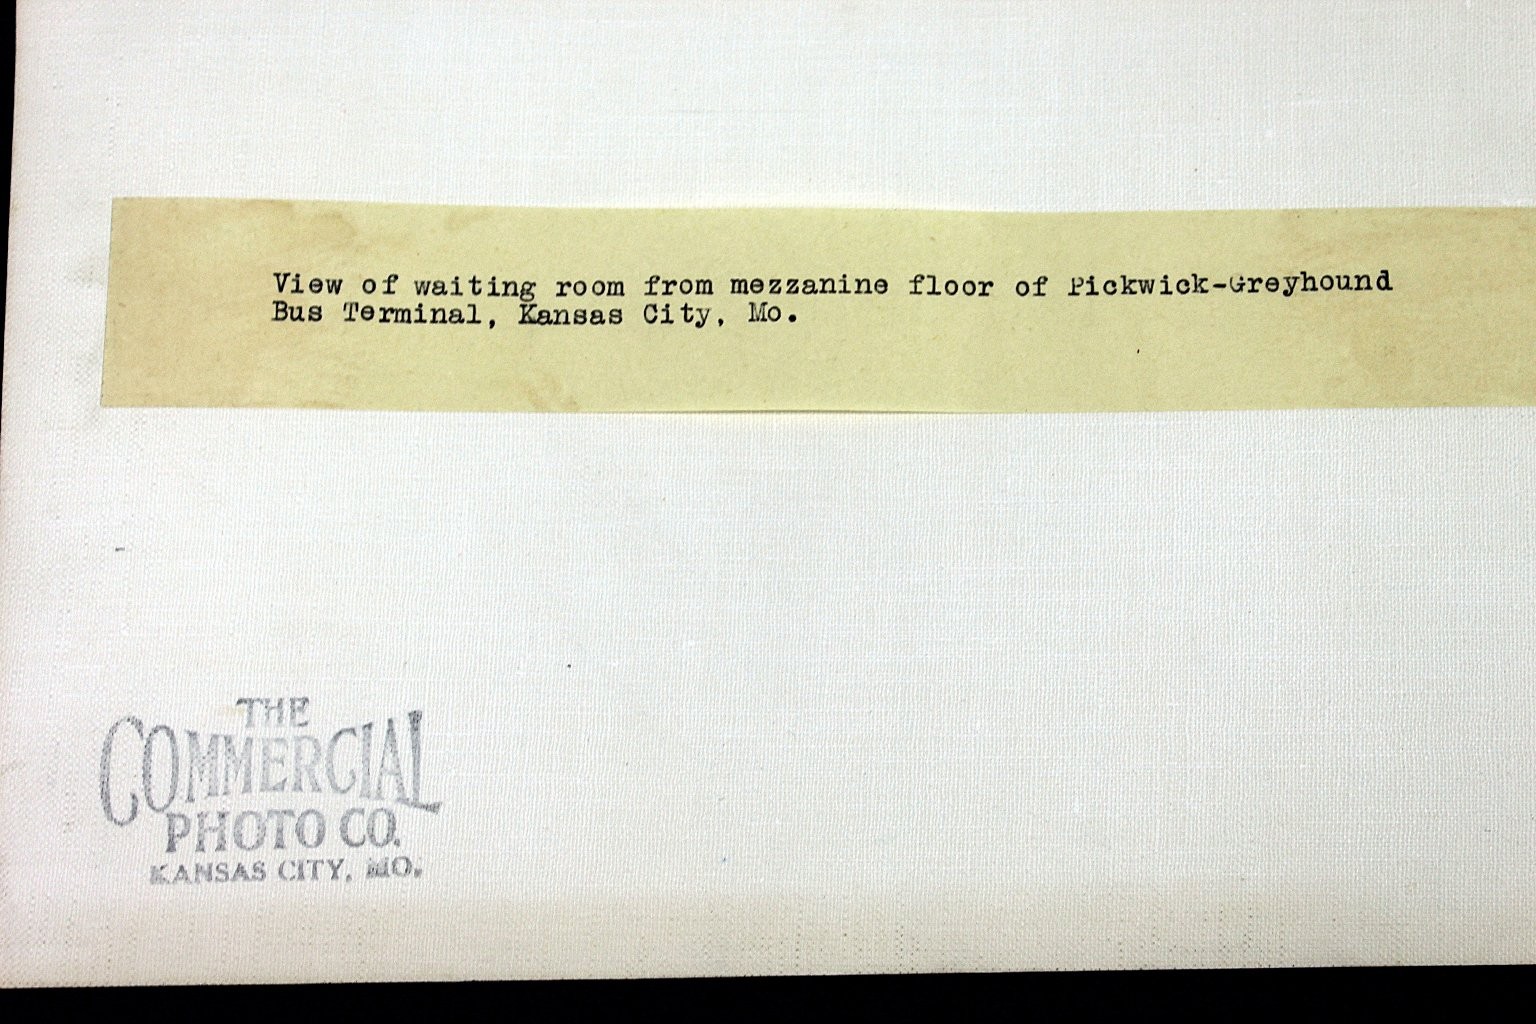 View of waiting room from mezzanine floor of Pickwick-Greyhound
Bus Terminal, Kansas City, Mo.
THE
COMMERCIAL
PHOTO CO.
KANSAS CITY, MO.